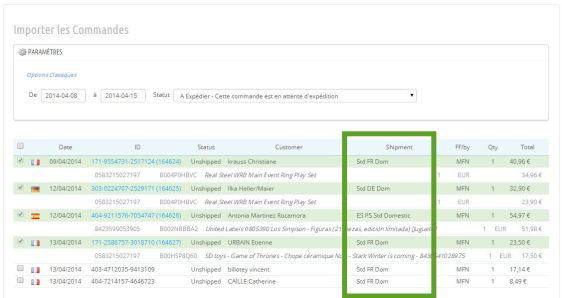 Importer les Commandes
PARAMÈTRES
Options Classiques
De 2014-04-08 à 2014-04-15 Statut A Expédier - Cette commande est en attente d'expédition
Date ID Status Customer Shipment FF/by Qty Total
09/04/2014 171-9554731-2517124 (164624) Unshipped krauss Christiane Std FR Dom MFN 1 40,96 €
0583215027197 B004P0HBVC Real Steel WRB Main Event Ring Play Set 1 EUR 34,96 €
12/04/2014 303-0224707-2529171 (164625) Unshipped Ilka Heller/Maier Std DE Dom MFN 1 32,90 €
0583215027197 B004P0HBVC Real Steel WRB Main Event Ring Play Set 1 EUR 23,90 €
12/04/2014 404-9211576-7054747 (164626) Unshipped Antonia Martinez Rocamora ES PS Std Domestic MFN 1 54,97 €
8423599053905 B002NBBBA2 United Labels 0805390 Los Simpson - Figuras (21 piezas, edición limitada) [Juguete] 1 EUR 51,98 €
13/04/2014 171-2586757-3018710 (164627) Unshipped URBAIN Etienne Std FR Dom MFN 1 23,50 €
0583215027197 B00HSP8Q60 SD toys - Game of Thrones - Chope céramique Noir - Stark Winter is coming - 8436541028975 1 EUR 17,50 €
13/04/2014 403-4712035-9413109 Unshipped billotey vincent Std FR Dom MFN 1 17,14 €
13/04/2014 404-7214157-4646723 Unshipped CAILLE Catherine Std FR Dom MFN 1 8,49 €